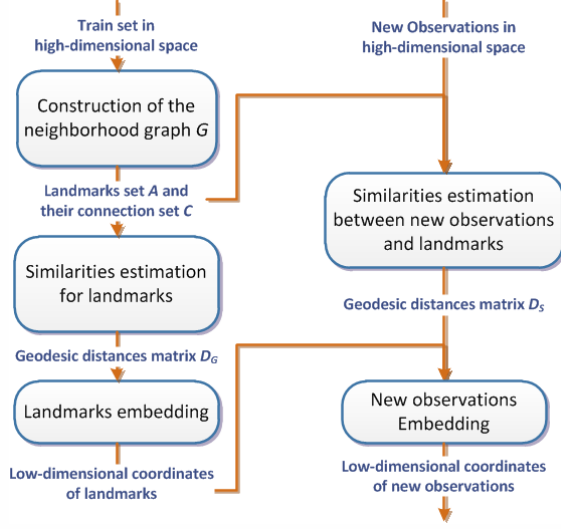 Train set in
high-dimensional space
Construction of the
neighborhood graph G
Landmarks set A and
their connection set C
Similarities estimation
for landmarks
Geodesic distances matrix D_G
Landmarks embedding
Low-dimensional coordinates
of landmarks
New Observations in
high-dimensional space
Similarities estimation
between new observations
and landmarks
Geodesic distances matrix D_S
New observations
Embedding
Low-dimensional coordinates
of new observations